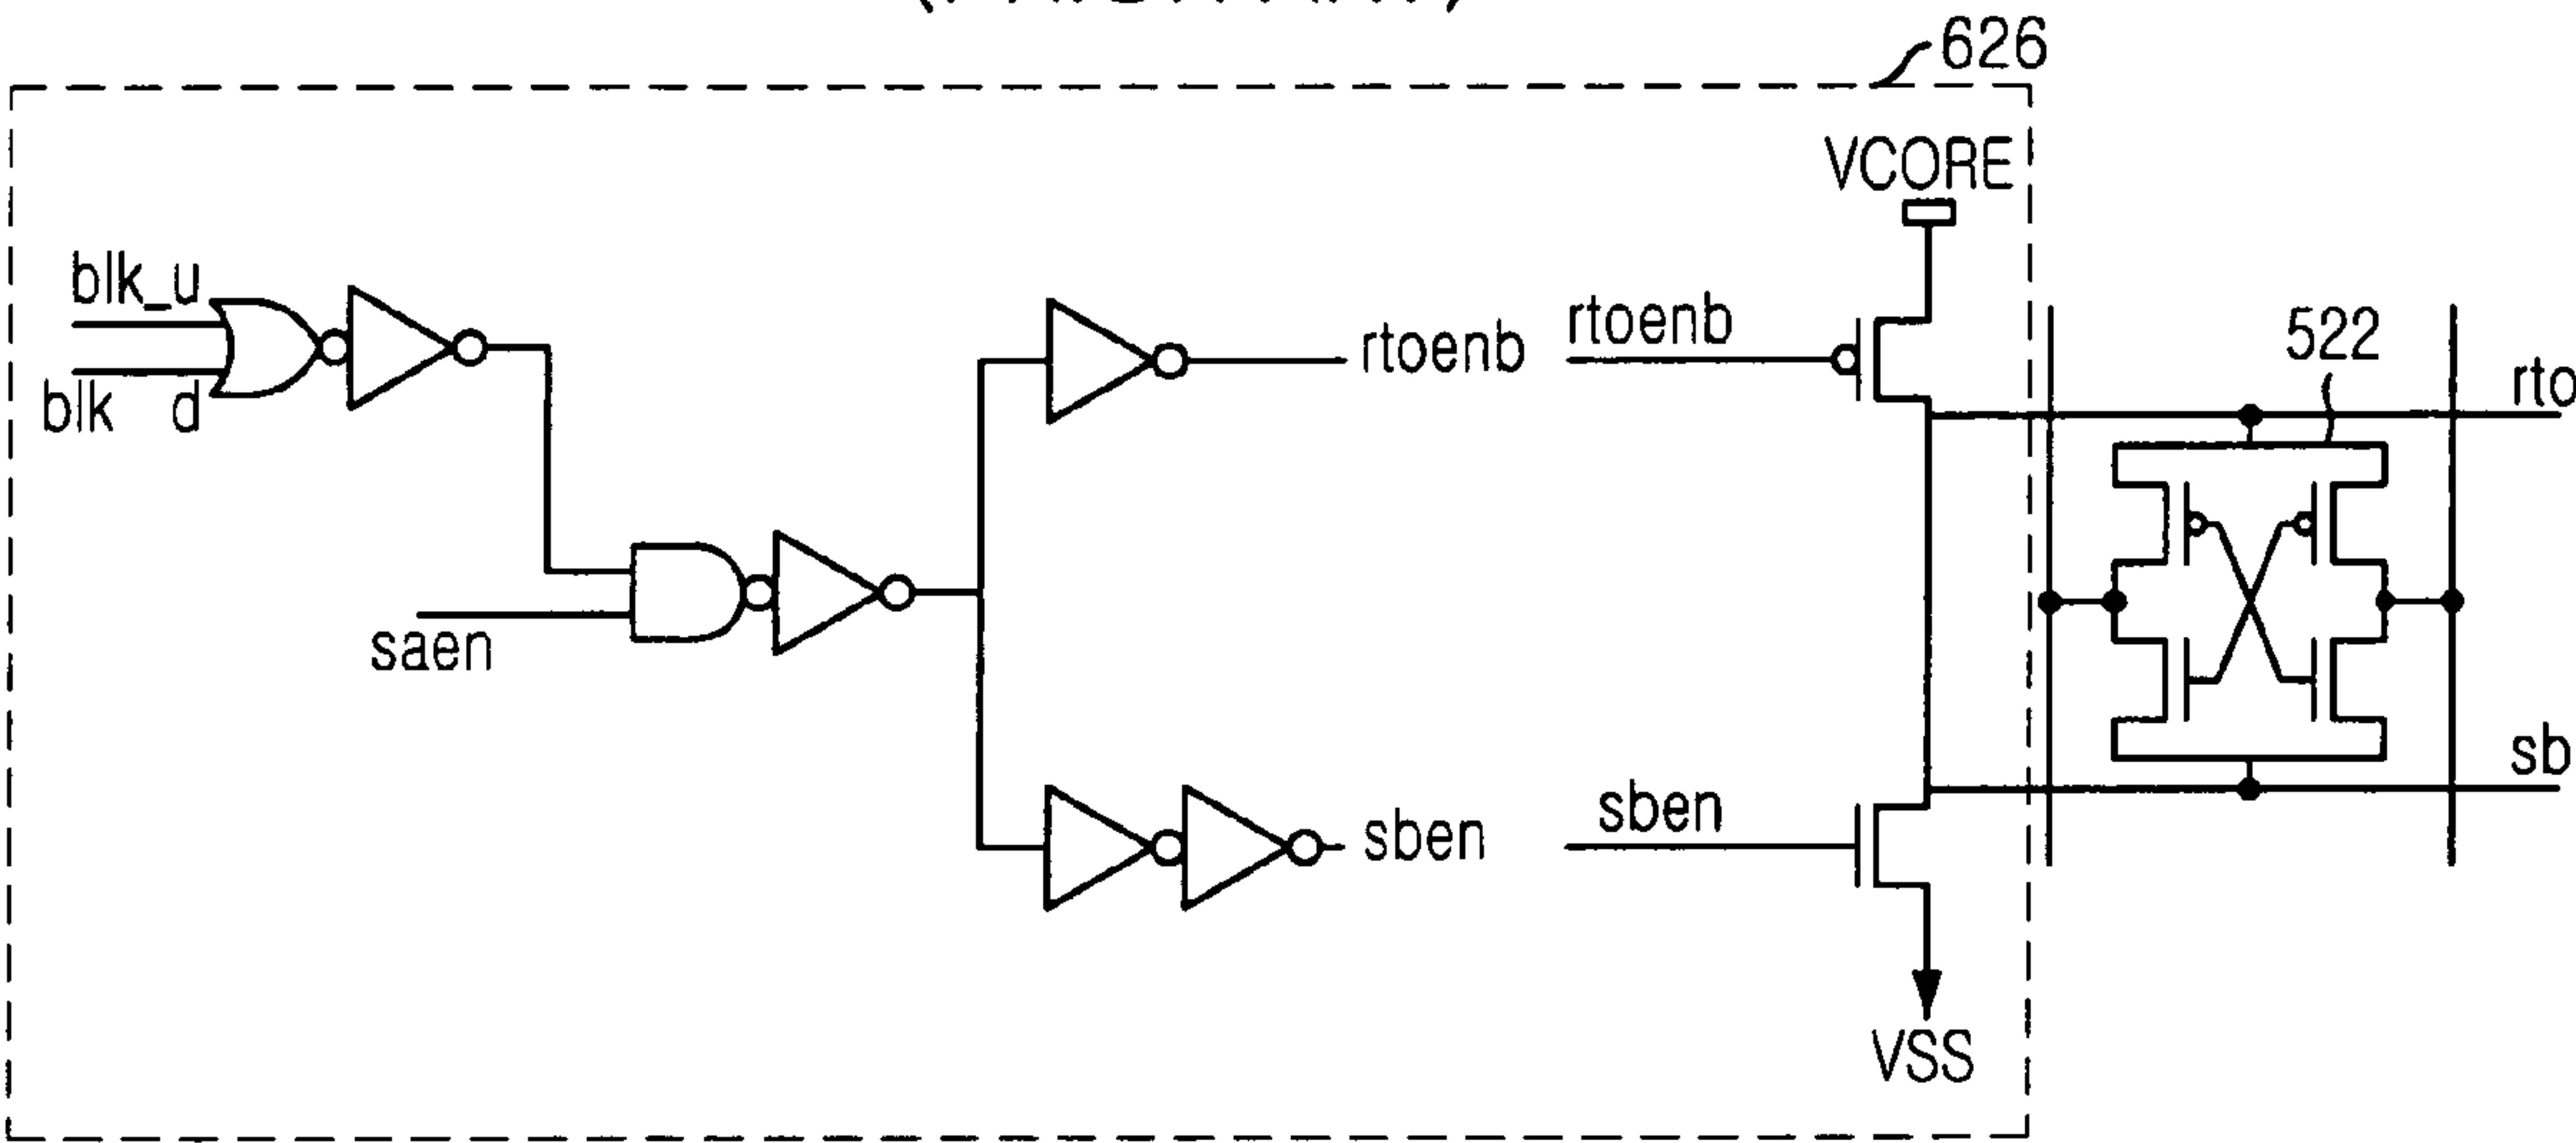 626
VCORE
blk_u
blk d
saen
rtoenb
rtoenb
522
rto
sben
sben
sb
VSS